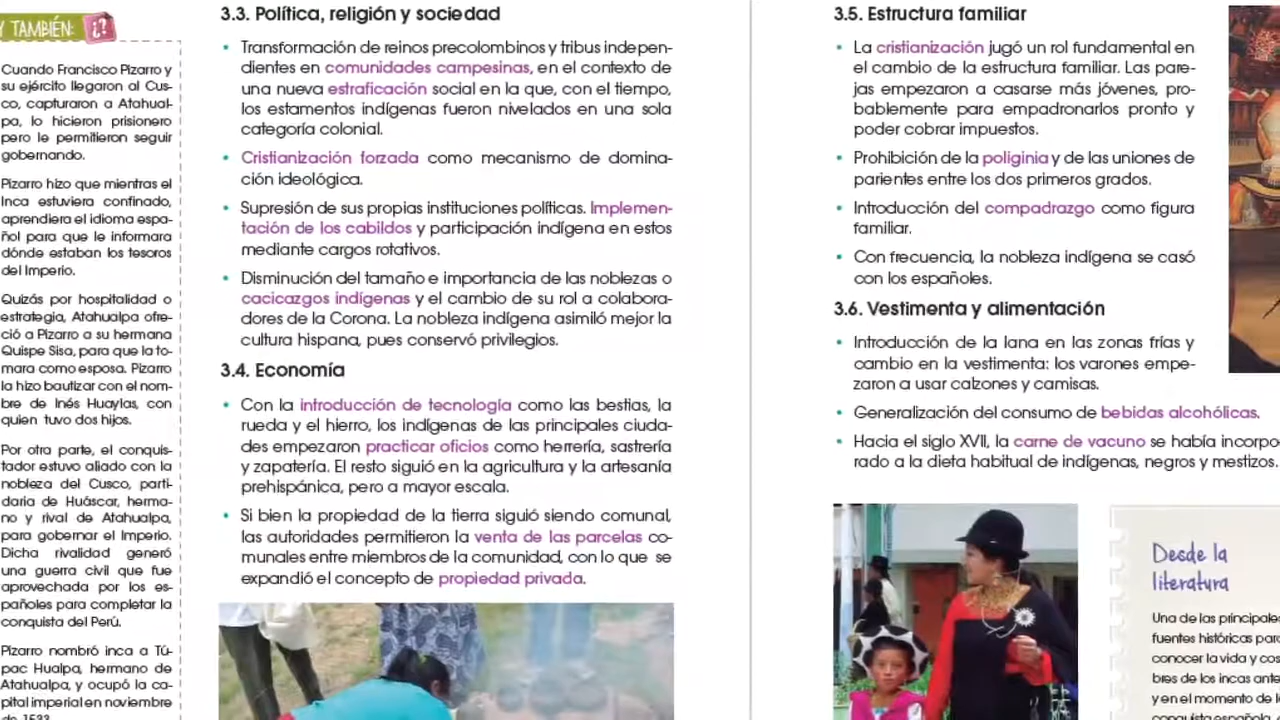 Y TAMBIÉN: ¿?
Cuando Francisco Pizarro y
su ejército llegaron al Cus-
co, capturaron a Atahual-
pa, lo hicieron prisionero
pero le permitieron seguir
gobernando.
Pizarro hizo que mientras el
Inca estuviera confinado,
aprendiera el idioma espa-
ñol para que le informara
dónde estaban los tesoros
del Imperio.
Quizás por hospitalidad o
estrategia, Atahualpa ofre-
ció a Pizarro a su hermana
Quispe Sisa, para que la to-
mara como esposa. Pizarro
la hizo bautizar con el nom-
bre de Inés Huaylas, con
quien tuvo dos hijos.
Por otra parte, el conquis-
tador estuvo aliado con la
nobleza del Cusco, parti-
daria de Huáscar, herma-
no y rival de Atahualpa,
para gobernar el Imperio.
Dicha rivalidad generó
una guerra civil que fue
aprovechada por los es-
pañoles para completar la
conquista del Perú.
Pizarro nombró inca a Tú-
pac Hualpa, hermano de
Atahualpa, y ocupó la ca-
pital imperial en noviembre
de 1533
3.3. Política, religión y sociedad
• Transformación de reinos precolombinos y tribus indepen-
dientes en comunidades campesinas, en el contexto de
una nueva estraficación social en la que, con el tiempo,
los estamentos indígenas fueron nivelados en una sola
categoría colonial.
• Cristianización forzada como mecanismo de domina-
ción ideológica.
• Supresión de sus propias instituciones políticas. Implemen-
tación de los cabildos y participación indígena en estos
mediante cargos rotativos.
• Disminución del tamaño e importancia de las noblezas o
cacicazgos indígenas y el cambio de su rol a colabora-
dores de la Corona. La nobleza indígena asimiló mejor la
cultura hispana, pues conservó privilegios.
3.4. Economía
• Con la introducción de tecnología como las bestias, la
rueda y el hierro, los indígenas de las principales ciuda-
des empezaron practicar oficios como herrería, sastrería
y zapatería. El resto siguió en la agricultura y la artesanía
prehispánica, pero a mayor escala.
• Si bien la propiedad de la tierra siguió siendo comunal,
las autoridades permitieron la venta de las parcelas co-
munales entre miembros de la comunidad, con lo que se
expandió el concepto de propiedad privada.
3.5. Estructura familiar
• La cristianización jugó un rol fundamental en
el cambio de la estructura familiar. Las pare-
jas empezaron a casarse más jóvenes, pro-
bablemente para empadronarlos pronto y
poder cobrar impuestos.
• Prohibición de la poliginia y de las uniones de
parientes entre los dos primeros grados.
• Introducción del compadrazgo como figura
familiar.
• Con frecuencia, la nobleza indígena se casó
con los españoles.
3.6. Vestimenta y alimentación
• Introducción de la lana en las zonas frías y
cambio en la vestimenta: los varones empe-
zaron a usar calzones y camisas.
• Generalización del consumo de bebidas alcohólicas.
• Hacia el siglo XVII, la carne de vacuno se había incorpo-
rado a la dieta habitual de indígenas, negros y mestizos.
Desde la
literatura
Una de las principales
fuentes históricas para
conocer la vida y cos
bres de los incas ante
y en el momento de l
conquista española